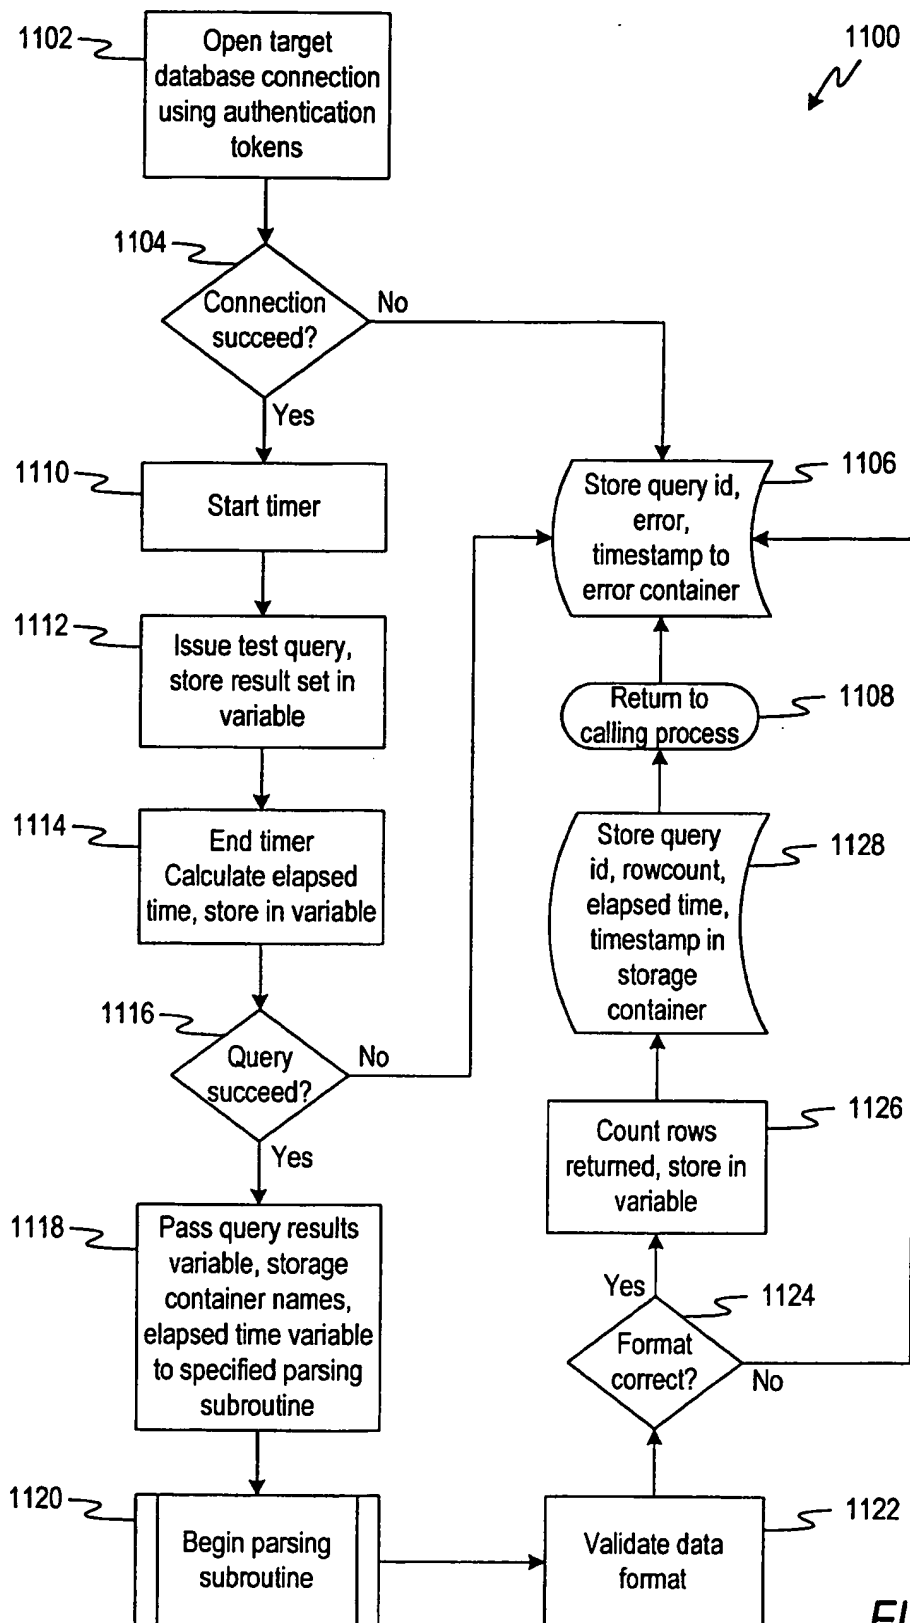 1102
Open target
database connection
using authentication
tokens
1100
1104
Connection
succeed?
No
Yes
1110
Start timer
1106
Store query id,
error,
timestamp to
error container
1112
Issue test query,
store result set in
variable
1108
Return to
calling process
1114
End timer
Calculate elapsed
time, store in variable
1128
Store query
id, rowcount,
elapsed time,
timestamp in
storage
container
1116
Query
succeed?
No
Yes
1126
Count rows
returned, store in
variable
1118
Pass query results
variable, storage
container names,
elapsed time variable
to specified parsing
subroutine
Yes
1124
Format
correct?
No
1120
Begin parsing
subroutine
1122
Validate data
format